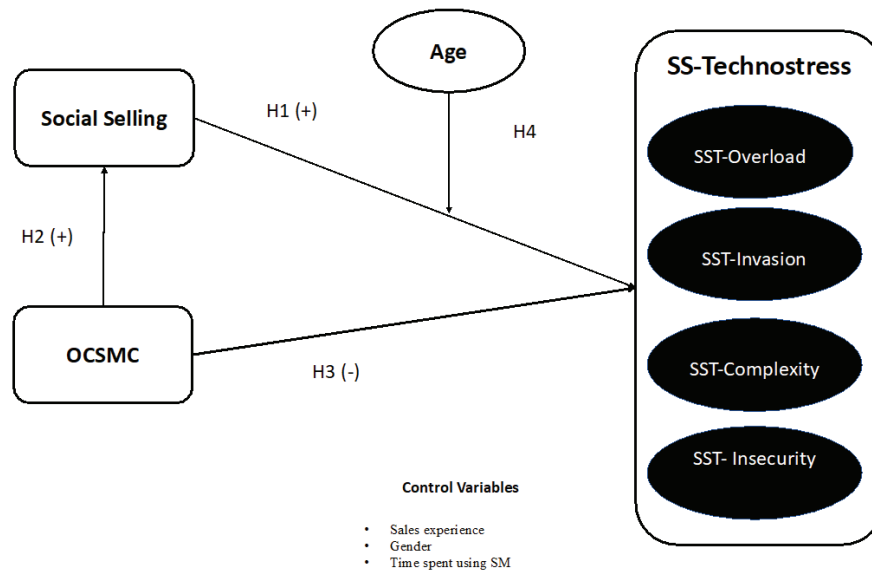 Age
SS-Technostress
Social Selling
H1 (+)
H4
SST-Overload
H2 (+)
SST-Invasion
OCSMC
H3 (-)
SST-Complexity
SST- Insecurity
Control Variables
• Sales experience
• Gender
• Time spent using SM